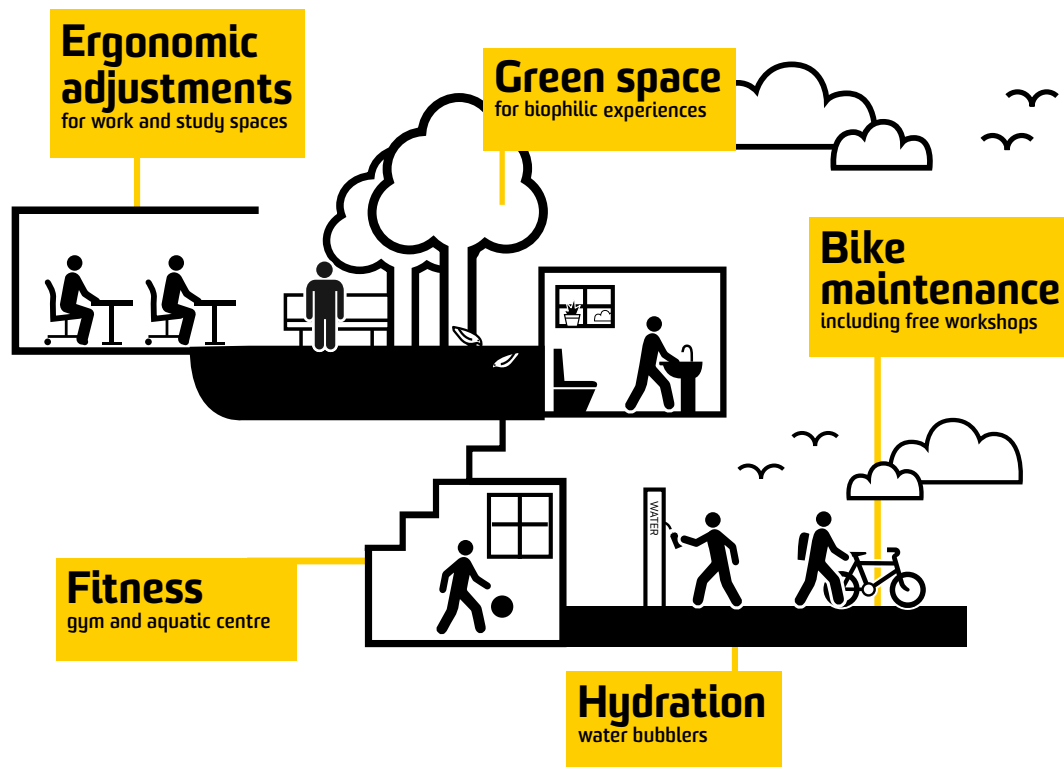 Ergonomic
adjustments
for work and study spaces
Green space
for biophilic experiences
Bike
maintenance
including free workshops
WATER
Fitness
gym and aquatic centre
Hydration
water bubblers